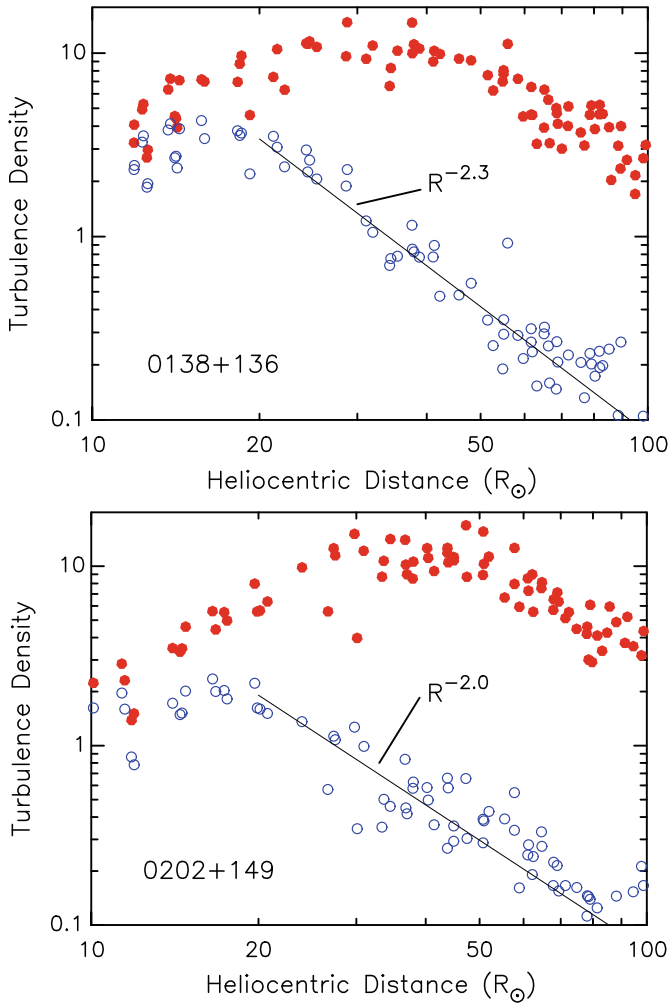 10
1
0.1
Turbulence Density
R⁻²·³
0138+136
10 20 50 100
Heliocentric Distance (R⊙)
10
1
0.1
Turbulence Density
R⁻²·⁰
0202+149
10 20 50 100
Heliocentric Distance (R⊙)